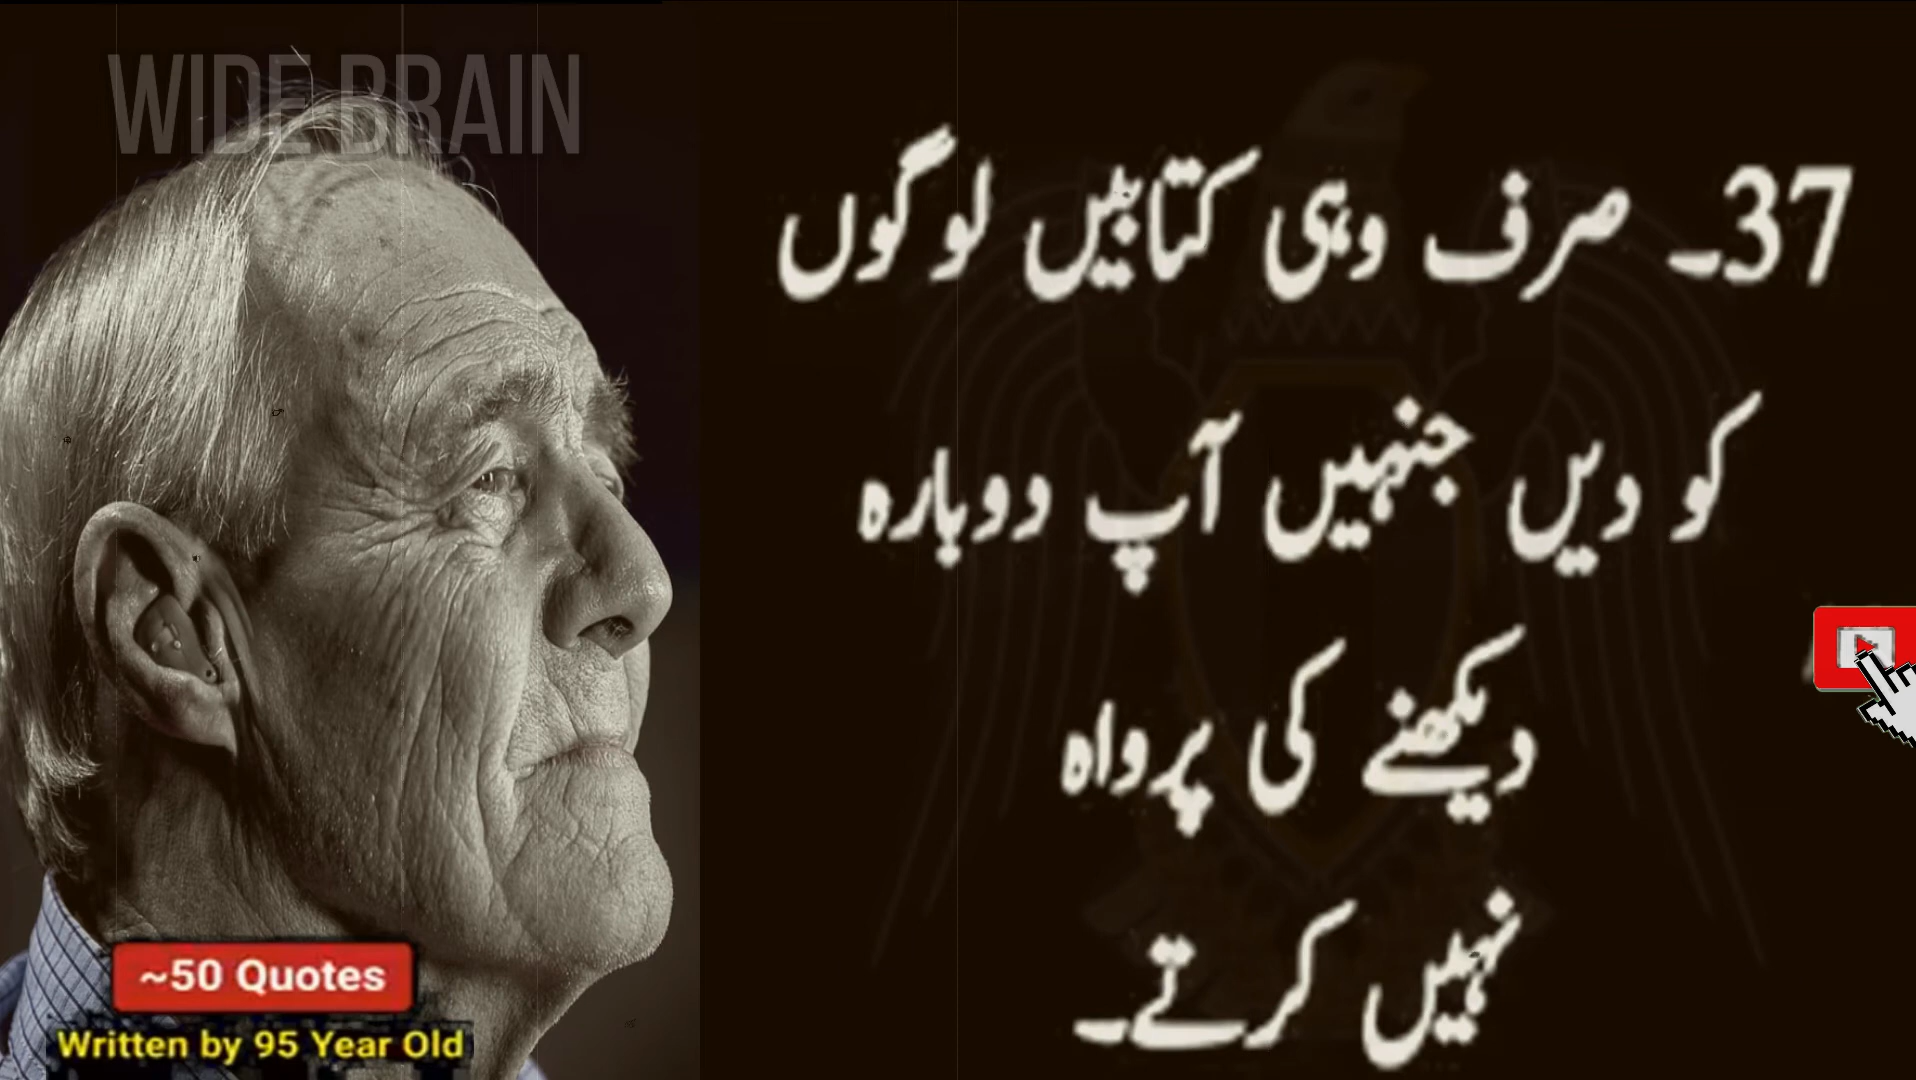 WIDE BRAIN
37۔ صرف وہی کتابیں لوگوں
کو دیں جنہیں آپ دوبارہ
دیکھنے کی پرواہ
نہیں کرتے۔
~50 Quotes
Written by 95 Year Old